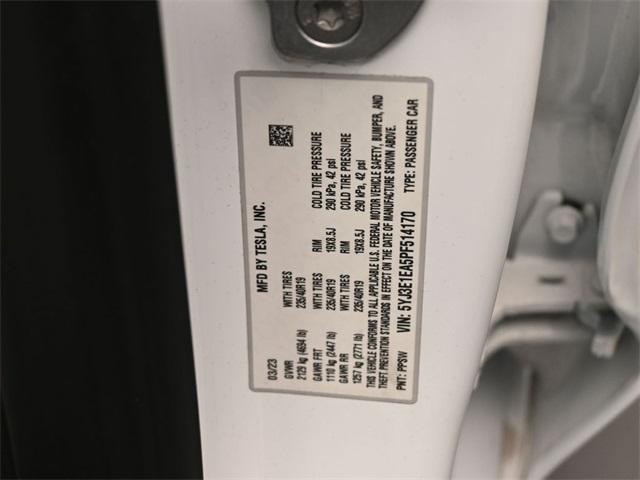 MFD BY TESLA, INC.
03/23
GVWR WITH TIRES RIM COLD TIRE PRESSURE
2129 kg (4694 lb) 235/40R19 19X8.5J 290 kPa, 42 psi
GAWR FRT WITH TIRES RIM COLD TIRE PRESSURE
1110 kg (2447 lb) 235/40R19 19X8.5J 290 kPa, 42 psi
GAWR RR
1257 kg (2771 lb)
THIS VEHICLE CONFORMS TO ALL APPLICABLE U.S. FEDERAL MOTOR VEHICLE SAFETY, BUMPER, AND
THEFT PREVENTION STANDARDS IN EFFECT ON THE DATE OF MANUFACTURE SHOWN ABOVE.
VIN: 5YJ3E1EA5PF514170 TYPE: PASSENGER CAR
PNT: PPSW